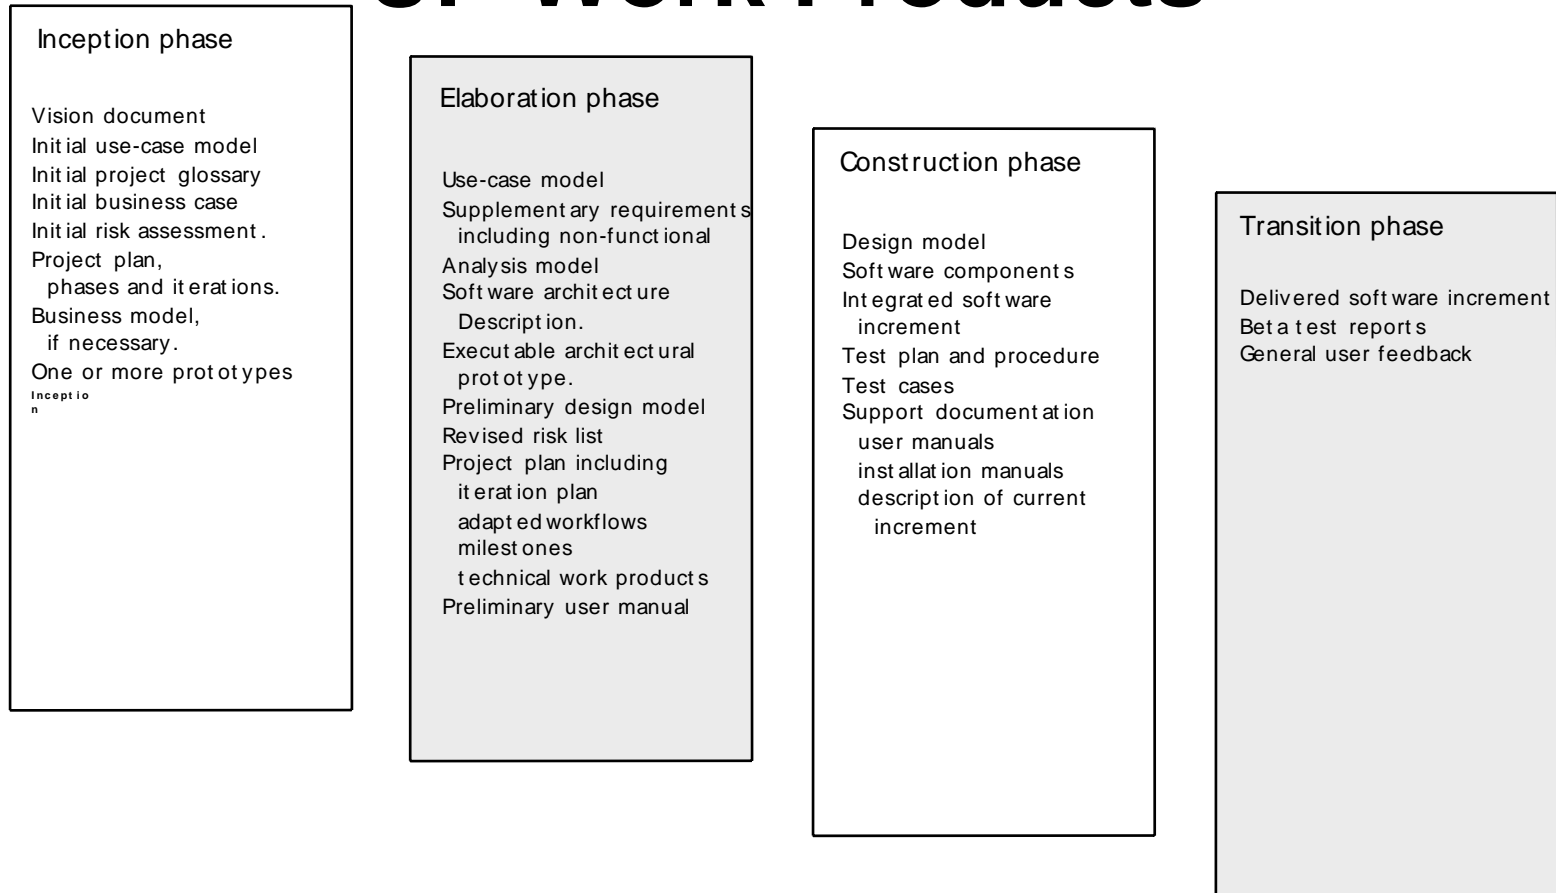 UP Work Products
Inception phase
Vision document
Initial use-case model
Initial project glossary
Initial business case
Initial risk assessment.
Project plan,
phases and iterations.
Business model,
if necessary.
One or more prototypes
Inceptio
n
Elaboration phase
Use-case model
Supplementary requirements
including non-functional
Analysis model
Software architecture
Description.
Executable architectural
prototype.
Preliminary design model
Revised risk list
Project plan including
iteration plan
adapted workflows
milestones
technical work products
Preliminary user manual
Construction phase
Design model
Software components
Integrated software
increment
Test plan and procedure
Test cases
Support documentation
user manuals
installation manuals
description of current
increment
Transition phase
Delivered software increment
Beta test reports
General user feedback